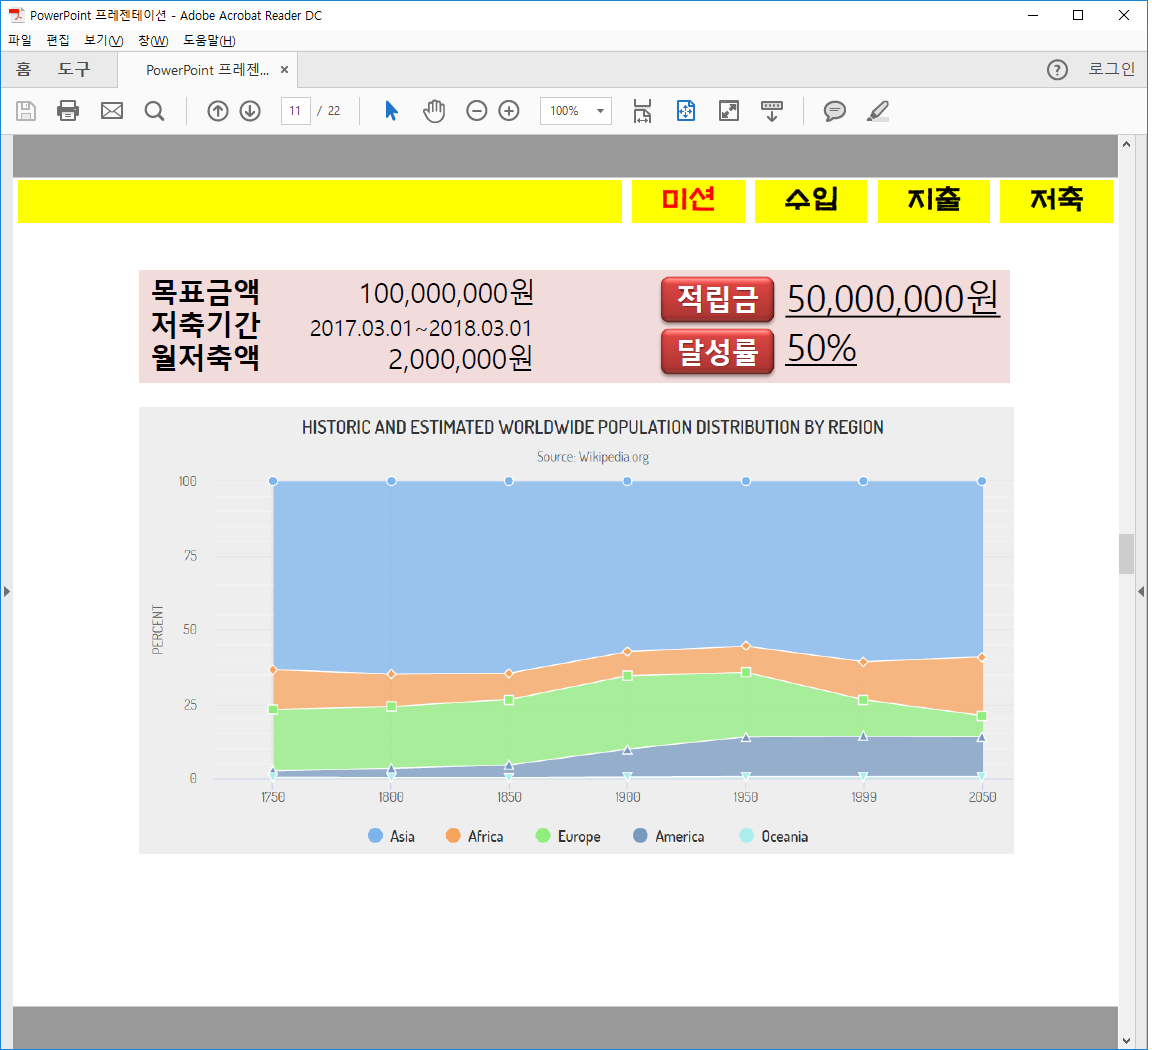 PowerPoint 프레젠테이션 - Adobe Acrobat Reader DC
파일 편집 보기(V) 창(W) 도움말(H)
홈 도구 PowerPoint 프레젠... × ? 로그인
11 / 22 100%
미션 수입 지출 저축
목표금액 100,000,000원 적립금 50,000,000원
저축기간 2017.03.01~2018.03.01
월저축액 2,000,000원 달성률 50%
HISTORIC AND ESTIMATED WORLDWIDE POPULATION DISTRIBUTION BY REGION
Source: Wikipedia.org
100
75
50
25
0
PERCENT
1750 1800 1850 1900 1950 1999 2050
Asia Africa Europe America Oceania